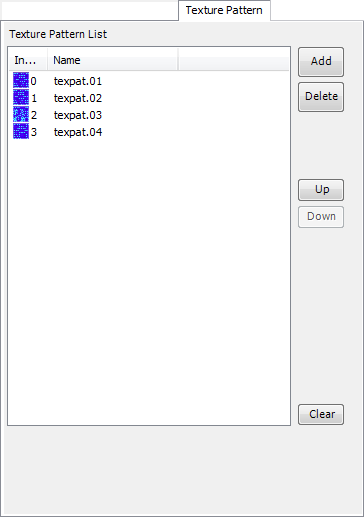 Texture Pattern
Texture Pattern List
In... Name
0 texpat.01
1 texpat.02
2 texpat.03
3 texpat.04
Add
Delete
Up
Down
Clear